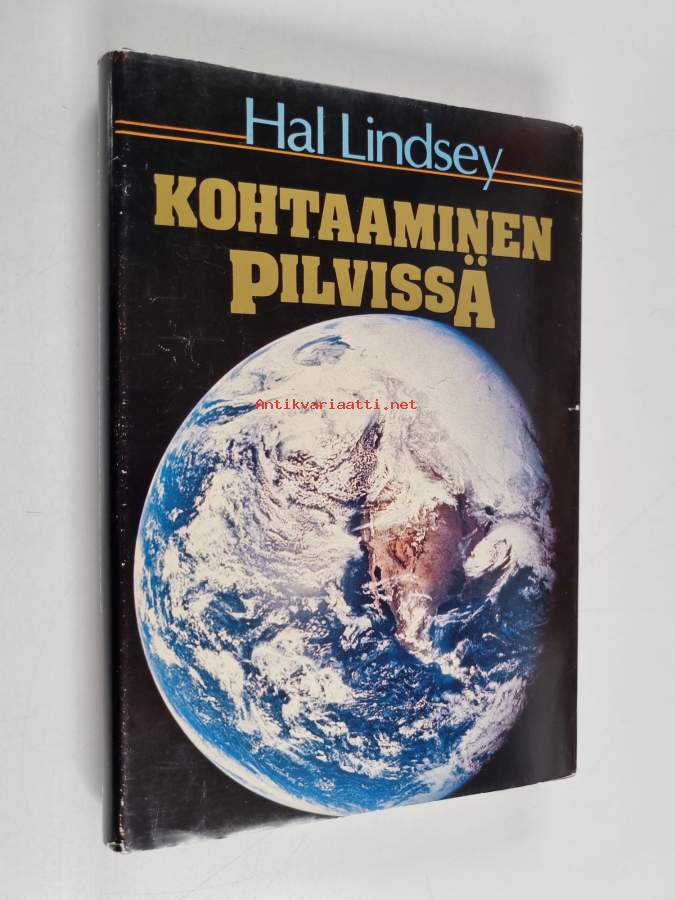 Hal Lindsey
KOHTAAMINEN
PILVISSÄ
Antikvariaatti.net